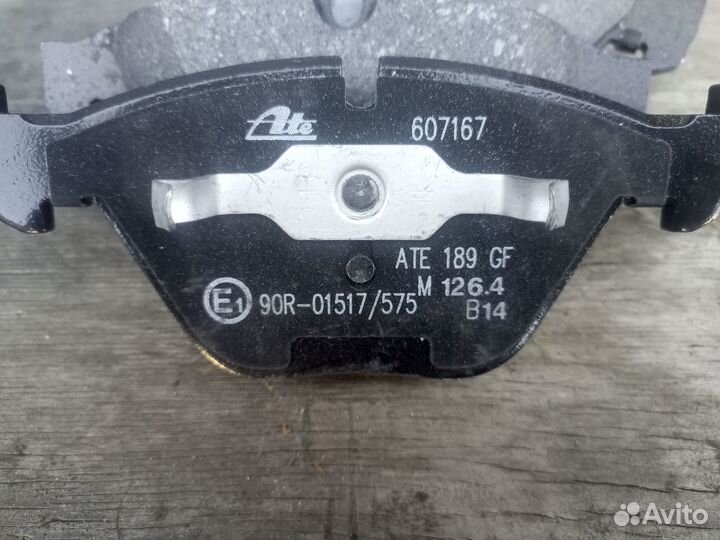 Ate 607167
ATE 189 GF
M 126.4
B14
E1 90R-01517/575
Avito